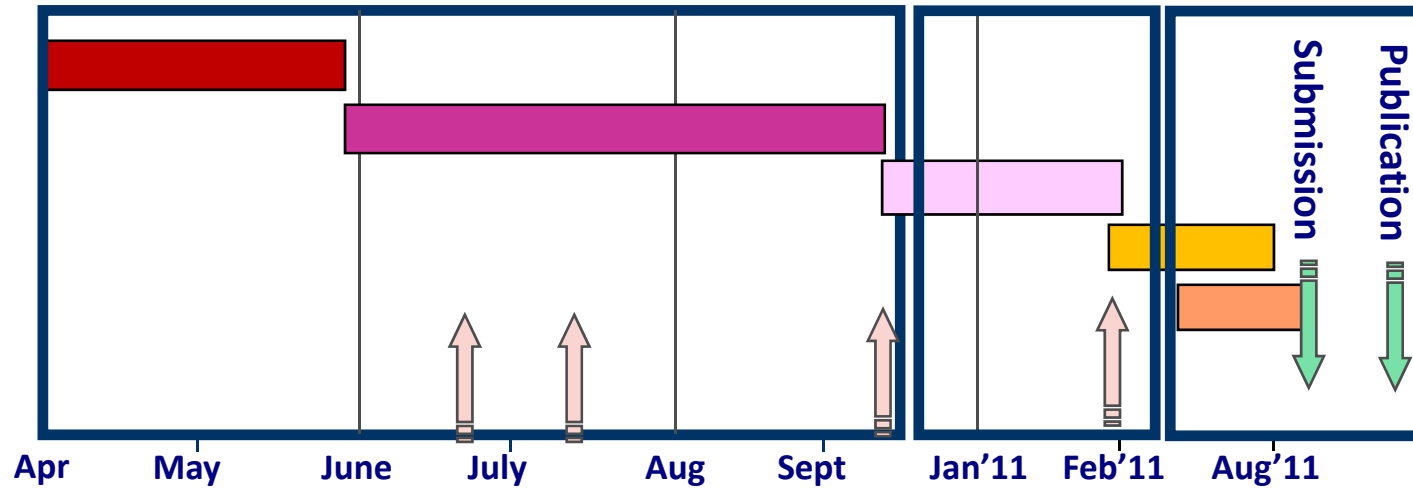 Submission
Publication
Apr
May
June
July
Aug
Sept
Jan’11
Feb’11
Aug’11